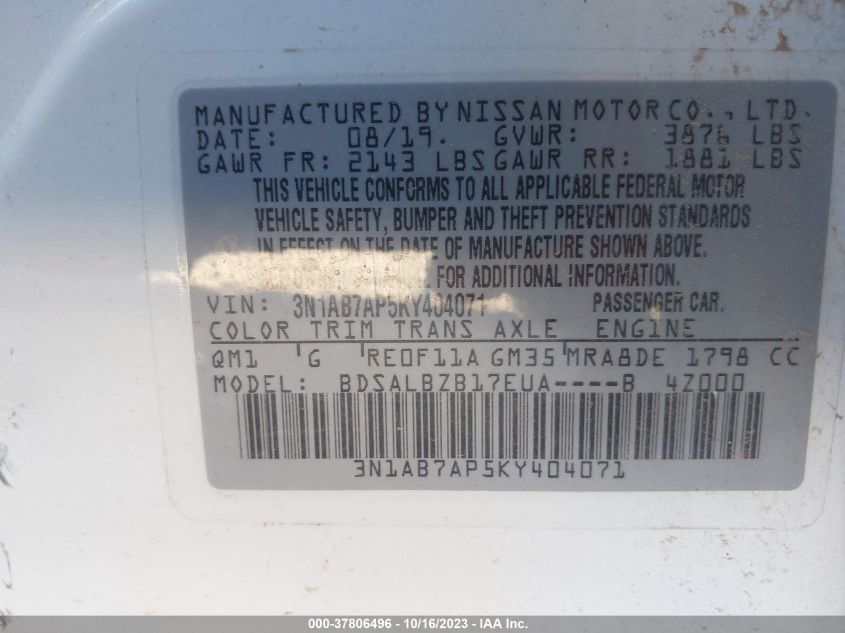 MANUFACTURED BY NISSAN MOTOR CO., LTD.
DATE: 08/19. GVWR: 3876 LBS
GAWR FR: 2143 LBS GAWR RR: 1881 LBS
THIS VEHICLE CONFORMS TO ALL APPLICABLE FEDERAL MOTOR
VEHICLE SAFETY, BUMPER AND THEFT PREVENTION STANDARDS
IN EFFECT ON THE DATE OF MANUFACTURE SHOWN ABOVE.
FOR ADDITIONAL INFORMATION.
VIN: 3N1AB7AP5KY404071 PASSENGER CAR.
COLOR TRIM TRANS AXLE ENGINE
QM1 G RE0F11A GM35 MRA8DE 1798 CC
MODEL: BDSALBZB17EUA----B 4Z000
3N1AB7AP5KY404071
000-37806496 - 10/16/2023 - IAA Inc.